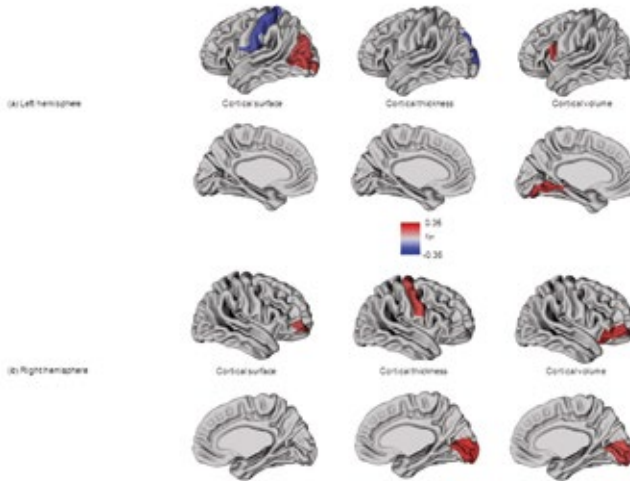 Cortical surface Cortical thickness Cortical volume
(a) Left hemisphere
0.36
-0.36
Cortical surface Cortical thickness Cortical volume
(b) Right hemisphere